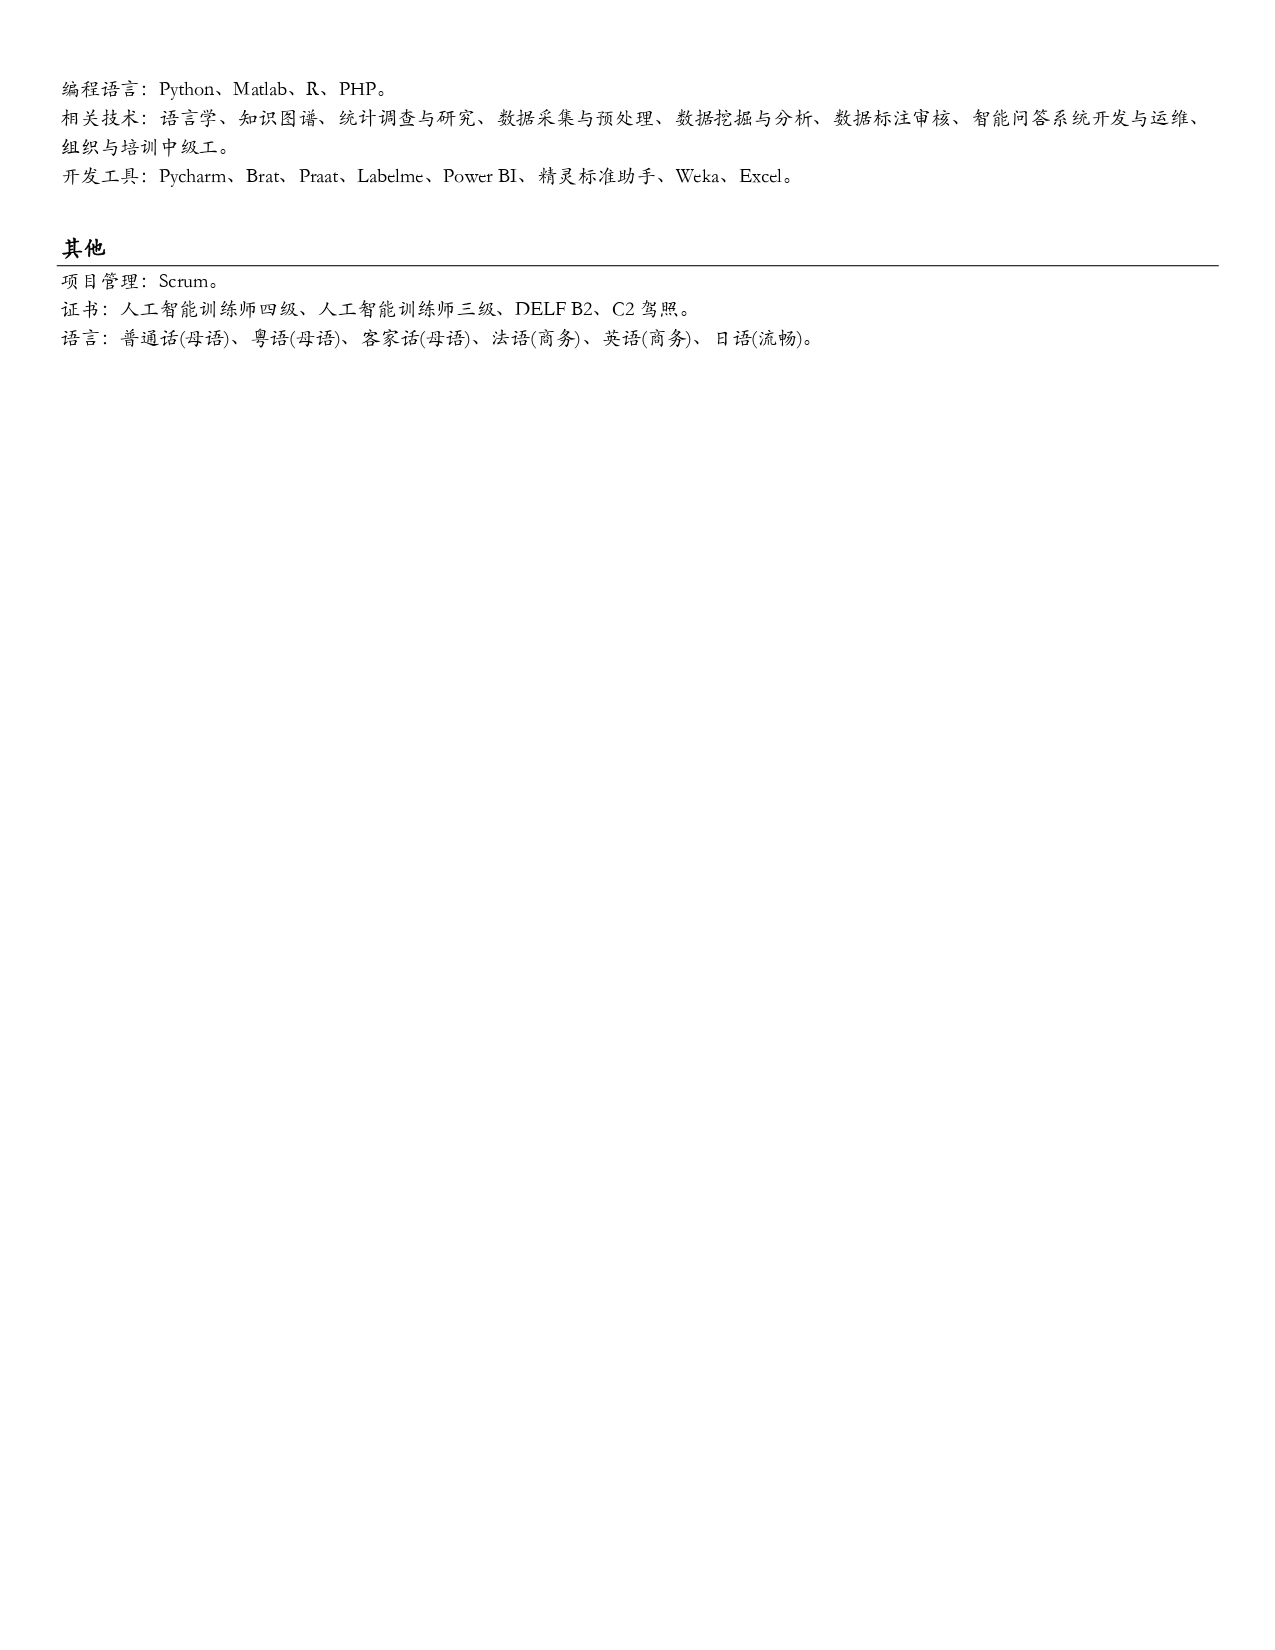 编程语言：Python、Matlab、R、PHP。
相关技术：语言学、知识图谱、统计调查与研究、数据采集与预处理、数据挖掘与分析、数据标注审核、智能问答系统开发与运维、
组织与培训中级工。
开发工具：Pycharm、Brat、Praat、Labelme、Power BI、精灵标准助手、Weka、Excel。
其他
项目管理：Scrum。
证书：人工智能训练师四级、人工智能训练师三级、DELF B2、C2 驾照。
语言：普通话(母语)、粤语(母语)、客家话(母语)、法语(商务)、英语(商务)、日语(流畅)。